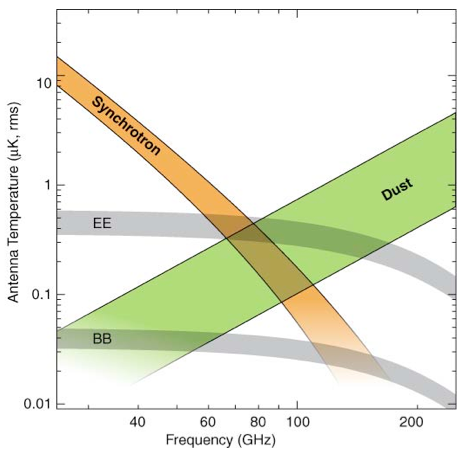 Antenna Temperature (μK, rms)
10
1
0.1
0.01
Synchrotron
Dust
EE
BB
40 60 80 100 200
Frequency (GHz)